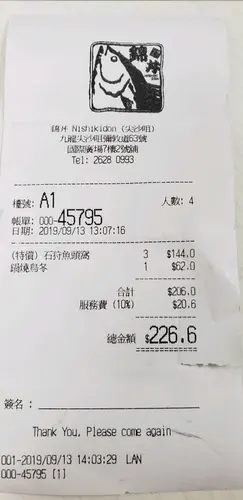 錦丼
錦丼 Nishikidon (尖沙咀)
九龍尖沙咀彌敦道63號
國際廣場7樓2號舖
Tel: 2628 0993
檯號: A1 人數: 4
帳單: 000-45795
日期: 2019/09/13 13:07:16
(特價) 石狩魚頭窩 3 $144.0
鍋燒烏冬 1 $62.0
合計 $206.0
服務費 (10%) $20.6
總金額 $226.6
簽名 :
Thank You, Please come again
001-2019/09/13 14:03:29 LAN
000-45795 [1]